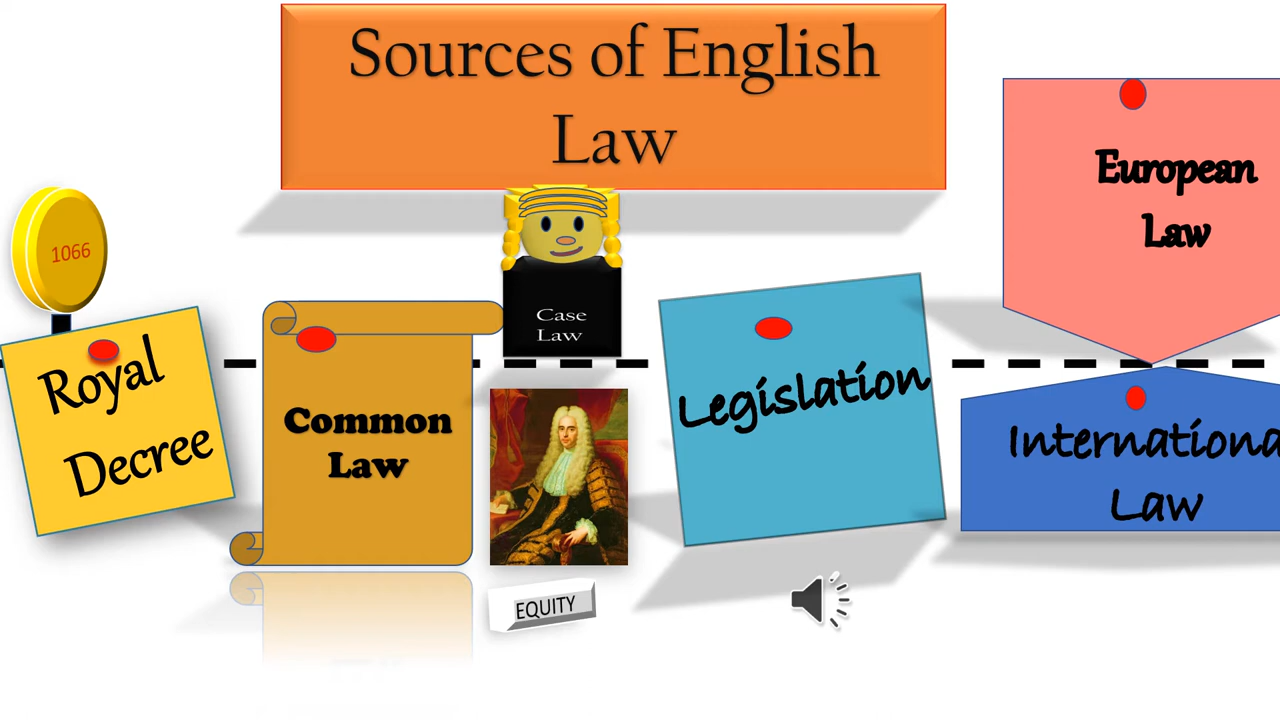 Sources of English
Law
1066
Royal
Decree
Common
Law
Case
Law
EQUITY
Legislation
European
Law
Internationa
Law